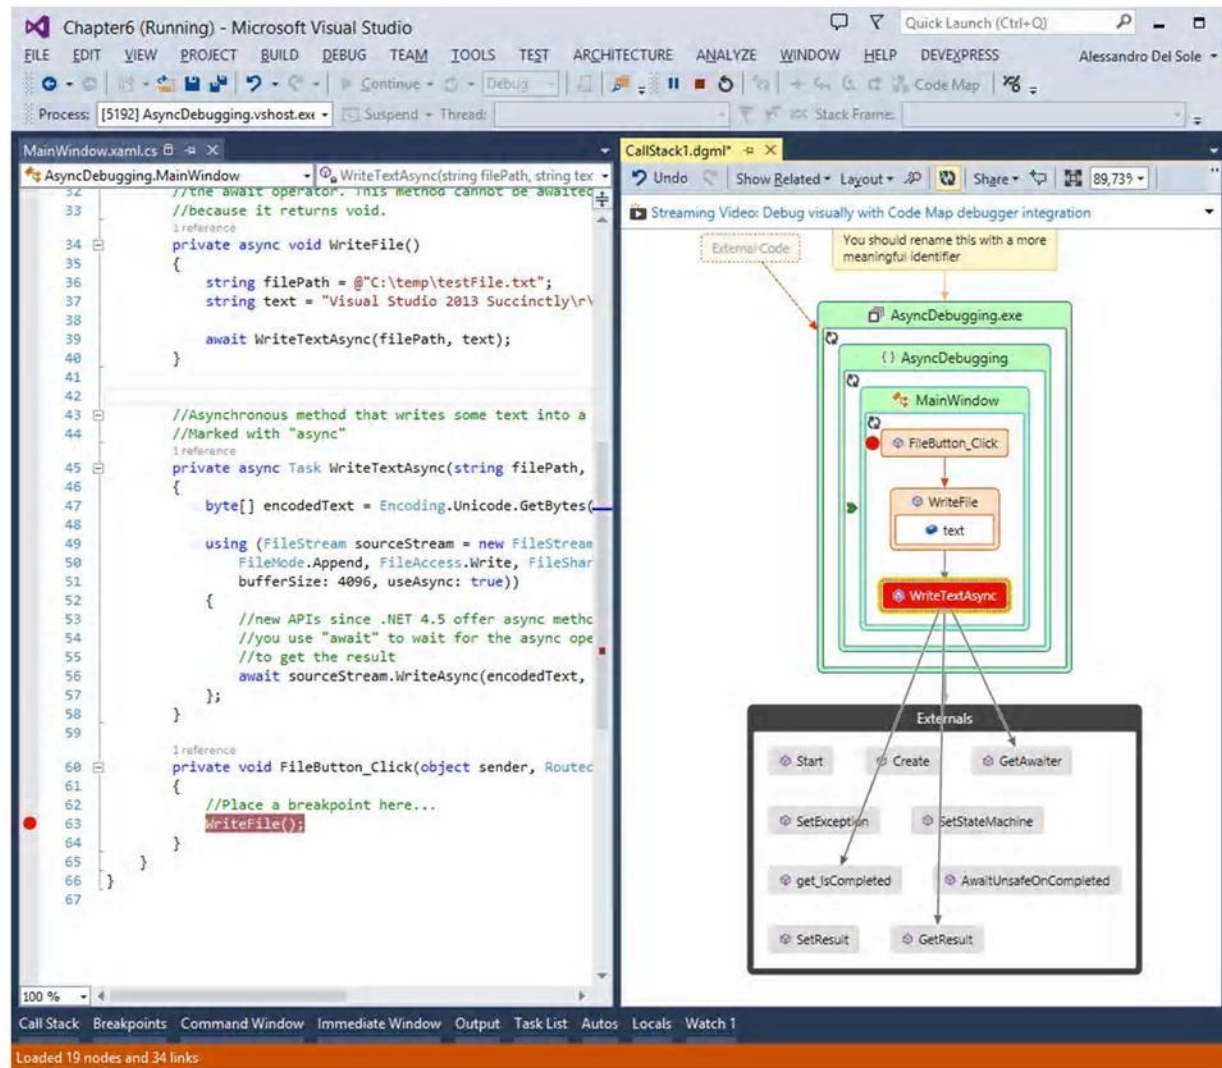 Chapter6 (Running) - Microsoft Visual Studio
Quick Launch (Ctrl+Q)
FILE EDIT VIEW PROJECT BUILD DEBUG TEAM TOOLS TEST ARCHITECTURE ANALYZE WINDOW HELP DEVEXPRESS Alessandro Del Sole
Continue Debug Code Map
Process: [5192] AsyncDebugging.vshost.exe Suspend Thread: Stack Frame:
MainWindow.xaml.cs
AsyncDebugging.MainWindow WriteTextAsync(string filePath, string tex
32 //the await operator. This method cannot be awaited
33 //because it returns void.
1 reference
34 private async void WriteFile()
35 {
36 string filePath = @"C:\temp\testFile.txt";
37 string text = "Visual Studio 2013 Succinctly\r\
38
39 await WriteTextAsync(filePath, text);
40 }
41
42
43 //Asynchronous method that writes some text into a
44 //Marked with "async"
1 reference
45 private async Task WriteTextAsync(string filePath,
46 {
47 byte[] encodedText = Encoding.Unicode.GetBytes(
48
49 using (FileStream sourceStream = new FileStream
50 FileMode.Append, FileAccess.Write, FileShar
51 bufferSize: 4096, useAsync: true))
52 {
53 //new APIs since .NET 4.5 offer async methc
54 //you use "await" to wait for the async ope
55 //to get the result
56 await sourceStream.WriteAsync(encodedText,
57 };
58 }
59
1 reference
60 private void FileButton_Click(object sender, Routec
61 {
62 //Place a breakpoint here...
63 WriteFile();
64 }
65 }
66 }
67
100 %
CallStack1.dgml*
Undo Show Related Layout Share 89,739
Streaming Video: Debug visually with Code Map debugger integration
External Code
You should rename this with a more
meaningful identifier
AsyncDebugging.exe
{ } AsyncDebugging
MainWindow
FileButton_Click
WriteFile
text
WriteTextAsync
Externals
Start Create GetAwaiter
SetException SetStateMachine
get_IsCompleted AwaitUnsafeOnCompleted
SetResult GetResult
Call Stack Breakpoints Command Window Immediate Window Output Task List Autos Locals Watch 1
Loaded 19 nodes and 34 links